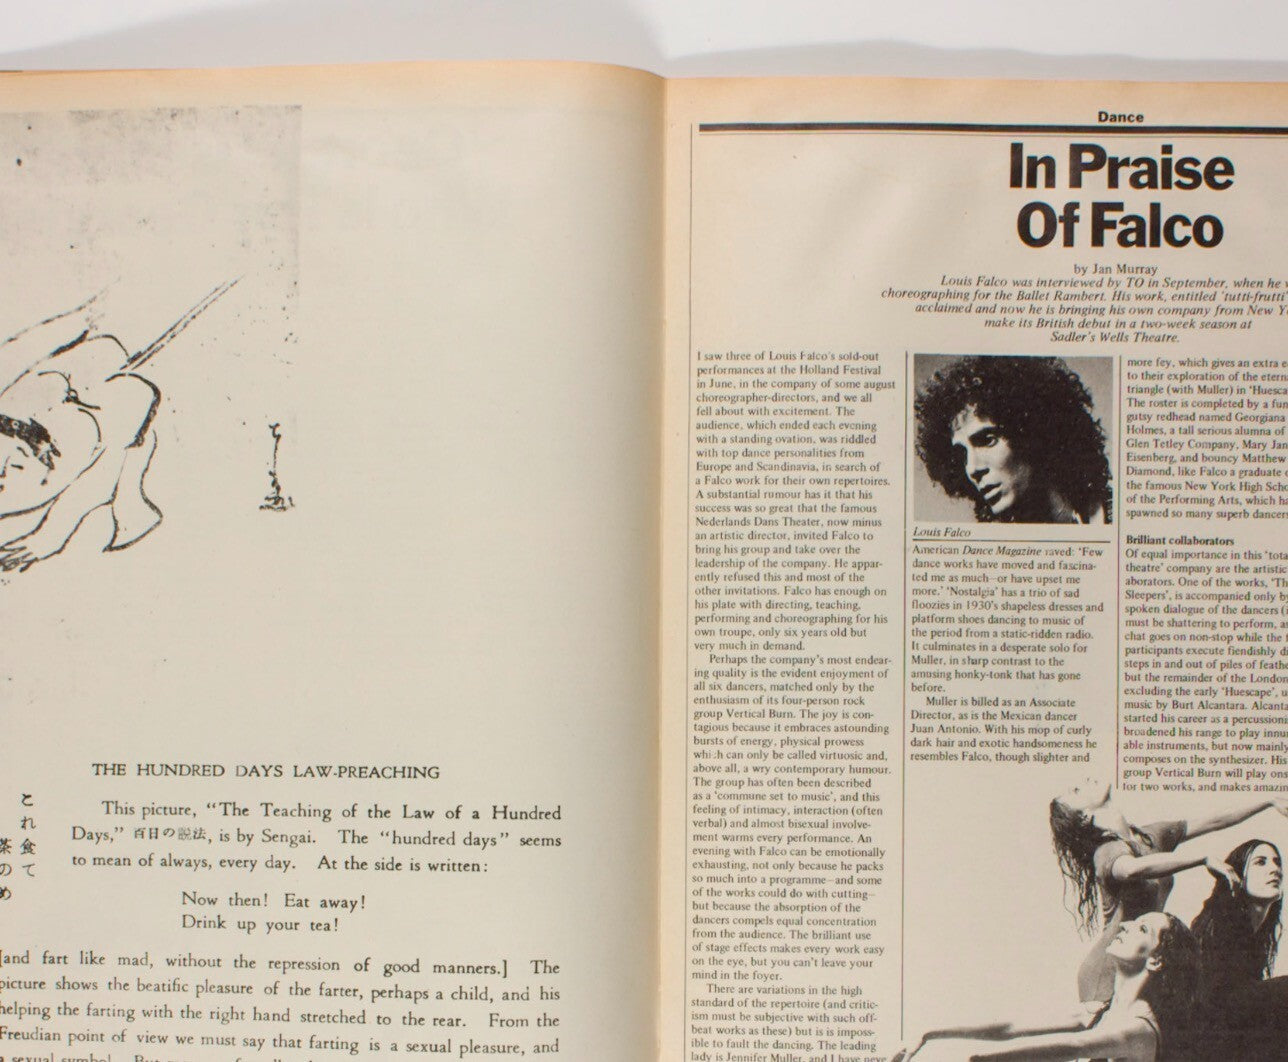 THE HUNDRED DAYS LAW-PREACHING
This picture, "The Teaching of the Law of a Hundred
Days," 百日の説法, is by Sengai. The "hundred days" seems
to mean of always, every day. At the side is written:
Now then! Eat away!
Drink up your tea!
[and fart like mad, without the repression of good manners.] The
picture shows the beatific pleasure of the farter, perhaps a child, and his
helping the farting with the right hand stretched to the rear. From the
Freudian point of view we must say that farting is a sexual pleasure, and
a sexual symbol.
これ食て
茶のめ
Dance
In Praise
Of Falco
by Jan Murray
Louis Falco was interviewed by TO in September, when he
choreographing for the Ballet Rambert. His work, entitled 'tutti-frutti'
acclaimed and now he is bringing his own company from New
make its British debut in a two-week season at
Sadler's Wells Theatre.
I saw three of Louis Falco's sold-out
performances at the Holland Festival
in June, in the company of some august
choreographer-directors, and we all
fell about with excitement. The
audience, which ended each evening
with a standing ovation, was riddled
with top dance personalities from
Europe and Scandinavia, in search of
a Falco work for their own repertoires.
A substantial rumour has it that his
success was so great that the famous
Nederlands Dans Theater, now minus
an artistic director, invited Falco to
bring his group and take over the
leadership of the company. He appar-
ently refused this and most of the
other invitations. Falco has enough on
his plate with directing, teaching,
performing and choreographing for his
own troupe, only six years old but
very much in demand.
Perhaps the company's most endear-
ing quality is the evident enjoyment of
all six dancers, matched only by the
enthusiasm of its four-person rock
group Vertical Burn. The joy is con-
tagious because it embraces astounding
bursts of energy, physical prowess
which can only be called virtuosic and,
above all, a wry contemporary humour.
The group has often been described
as a 'commune set to music', and this
feeling of intimacy, interaction (often
verbal) and almost bisexual involve-
ment warms every performance. An
evening with Falco can be emotionally
exhausting, not only because he packs
so much into a programme—and some
of the works could do with cutting—
but because the absorption of the
dancers compels equal concentration
from the audience. The brilliant use
of stage effects makes every work easy
on the eye, but you can't leave your
mind in the foyer.
There are variations in the high
standard of the repertoire (and critic-
ism must be subjective with such off-
beat works as these) but is is imposs-
ible to fault the dancing. The leading
lady is Jennifer Muller, and I have
Louis Falco
American Dance Magazine raved: 'Few
dance works have moved and fascina-
ted me as much—or have upset me
more.' 'Nostalgia' has a trio of sad
floozies in 1930's shapeless dresses and
platform shoes dancing to music of
the period from a static-ridden radio.
It culminates in a desperate solo for
Muller, in sharp contrast to the
amusing honky-tonk that has gone
before.
Muller is billed as an Associate
Director, as is the Mexican dancer
Juan Antonio. With his mop of curly
dark hair and exotic handsomeness he
resembles Falco, though slighter and
more fey, which gives an extra
to their exploration of the
triangle (with Muller) in
The roster is completed by a
gutsy redhead named Georgiana
Holmes, a tall serious alumna of
Glen Tetley Company, Mary
Eisenberg, and bouncy Matthew
Diamond, like Falco a graduate
the famous New York High
of the Performing Arts, which
spawned so many superb
Brilliant collaborators
Of equal importance in this
theatre' company are the artistic
aborators. One of the works,
Sleepers', is accompanied only
spoken dialogue of the dancers
must be shattering to perform,
chat goes on non-stop while the
participants execute fiendishly
steps in and out of piles of
but the remainder of the London
excluding the early 'Huescape',
music by Burt Alcantara.
started his career as a
broadened his range to play
able instruments, but now mainly
composes on the synthesizer. His
group Vertical Burn will play
for two works, and makes